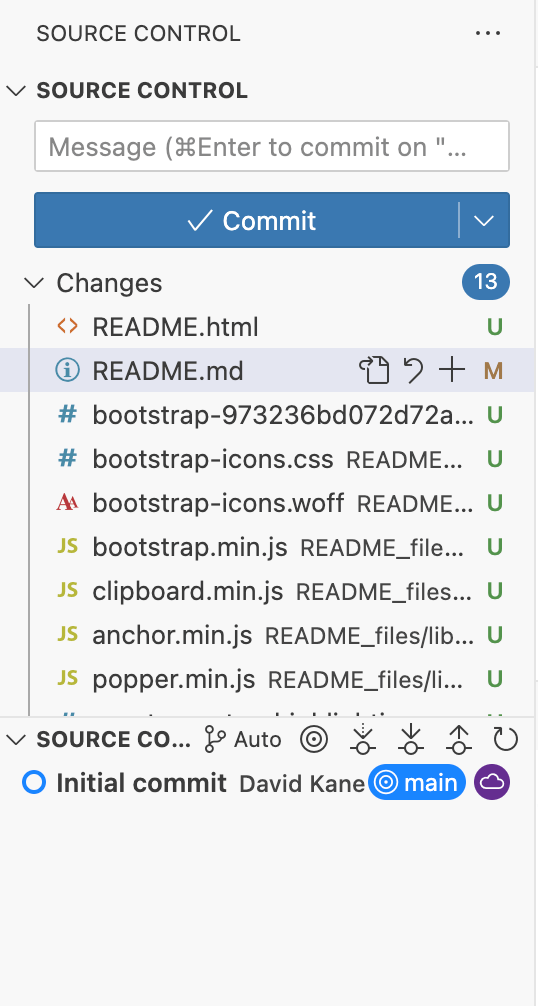 SOURCE CONTROL
SOURCE CONTROL
Message (⌘Enter to commit on "...
Commit
Changes 13
README.html U
README.md M
bootstrap-973236bd072d72a... U
bootstrap-icons.css README... U
bootstrap-icons.woff README... U
JS bootstrap.min.js README_file... U
JS clipboard.min.js README_files... U
JS anchor.min.js README_files/lib... U
JS popper.min.js README_files/li... U
SOURCE CO... Auto
Initial commit David Kane main